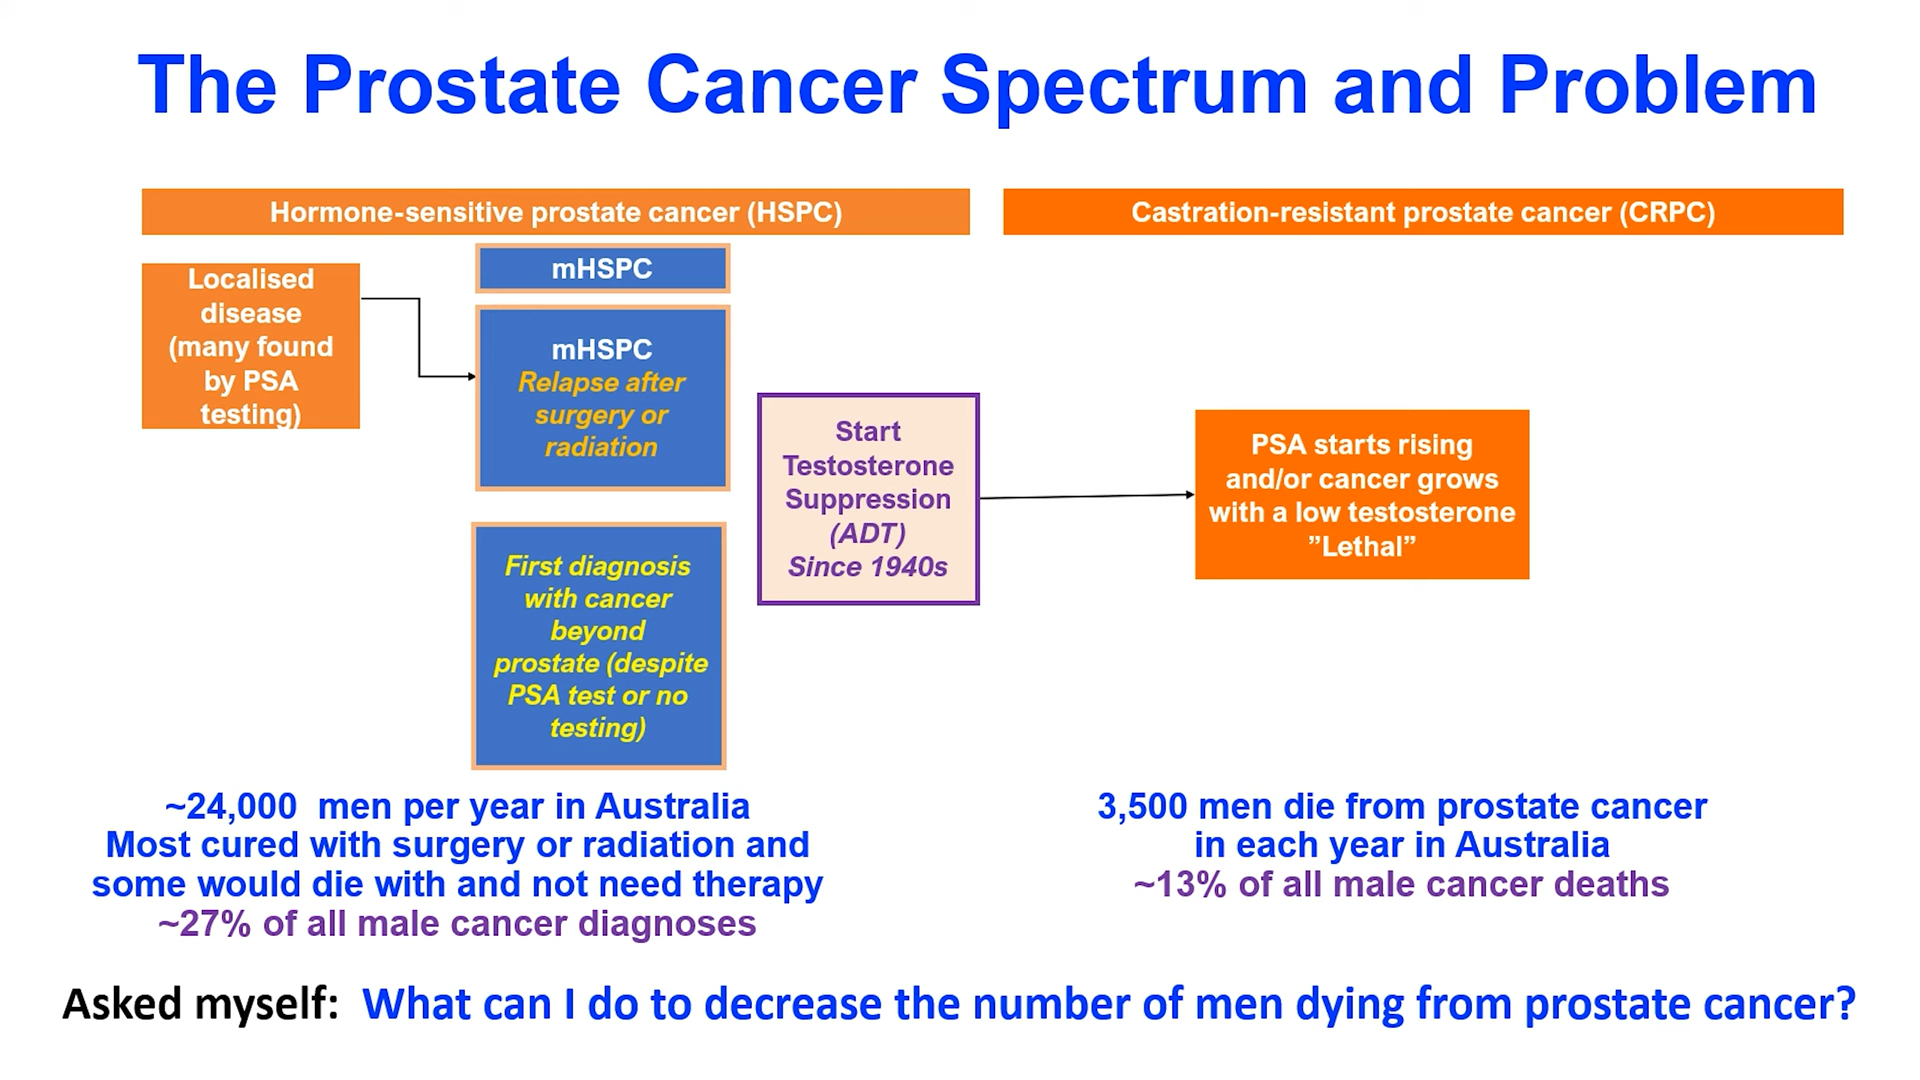 The Prostate Cancer Spectrum and Problem
Hormone-sensitive prostate cancer (HSPC)
Castration-resistant prostate cancer (CRPC)
Localised
disease
(many found
by PSA
testing)
mHSPC
mHSPC
Relapse after
surgery or
radiation
First diagnosis
with cancer
beyond
prostate (despite
PSA test or no
testing)
Start
Testosterone
Suppression
(ADT)
Since 1940s
PSA starts rising
and/or cancer grows
with a low testosterone
”Lethal”
~24,000 men per year in Australia
Most cured with surgery or radiation and
some would die with and not need therapy
~27% of all male cancer diagnoses
3,500 men die from prostate cancer
in each year in Australia
~13% of all male cancer deaths
Asked myself: What can I do to decrease the number of men dying from prostate cancer?